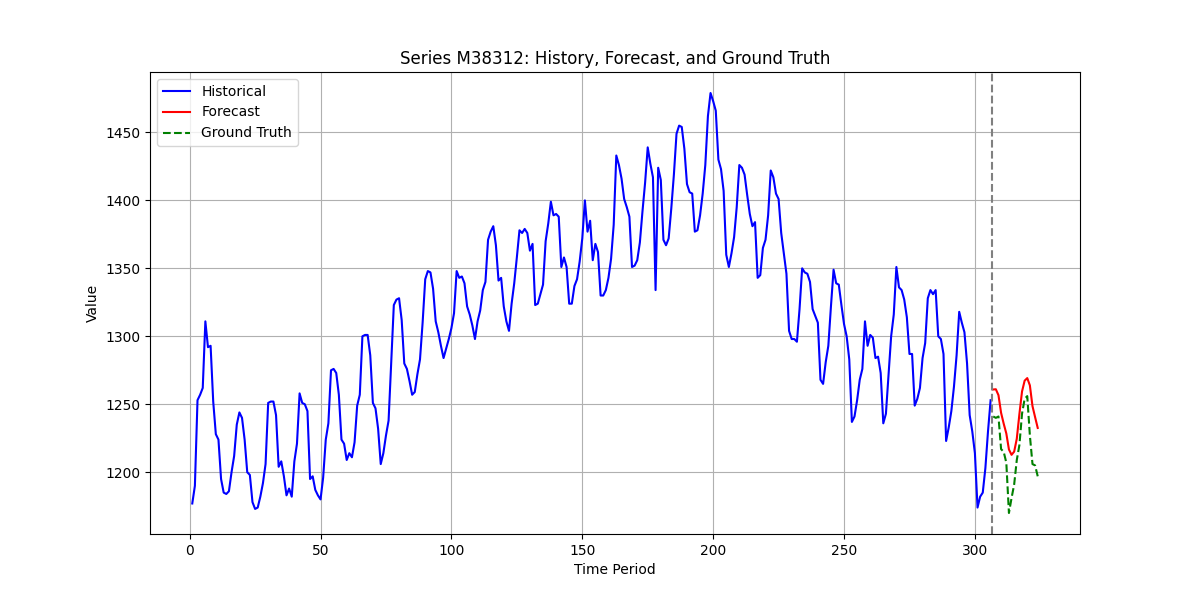 Series M38312: History, Forecast, and Ground Truth
Historical
Forecast
Ground Truth
1450
1400
1350
1300
1250
1200
Value
0 50 100 150 200 250 300
Time Period